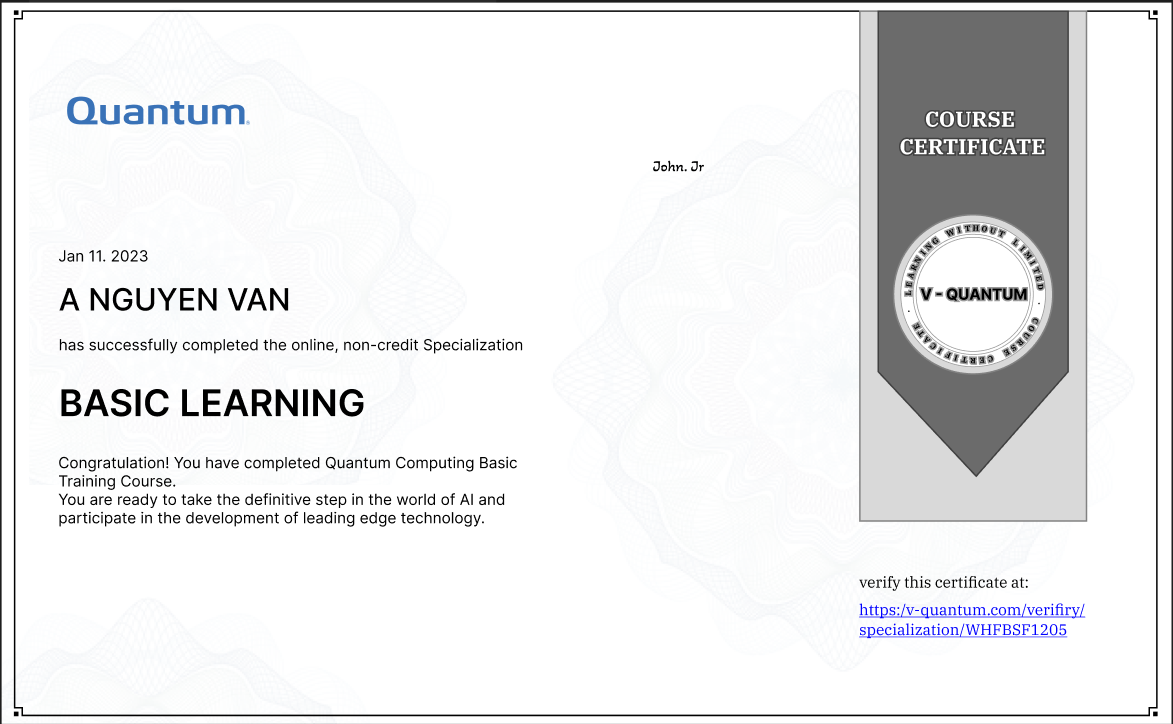 Quantum
COURSE
CERTIFICATE
John. Jr
LEARNING WITHOUT LIMITED
V - QUANTUM
COURSE CERTIFICATE
Jan 11. 2023
A NGUYEN VAN
has successfully completed the online, non-credit Specialization
BASIC LEARNING
Congratulation! You have completed Quantum Computing Basic
Training Course.
You are ready to take the definitive step in the world of AI and
participate in the development of leading edge technology.
verify this certificate at:
https:/v-quantum.com/verifiry/
specialization/WHFBSF1205